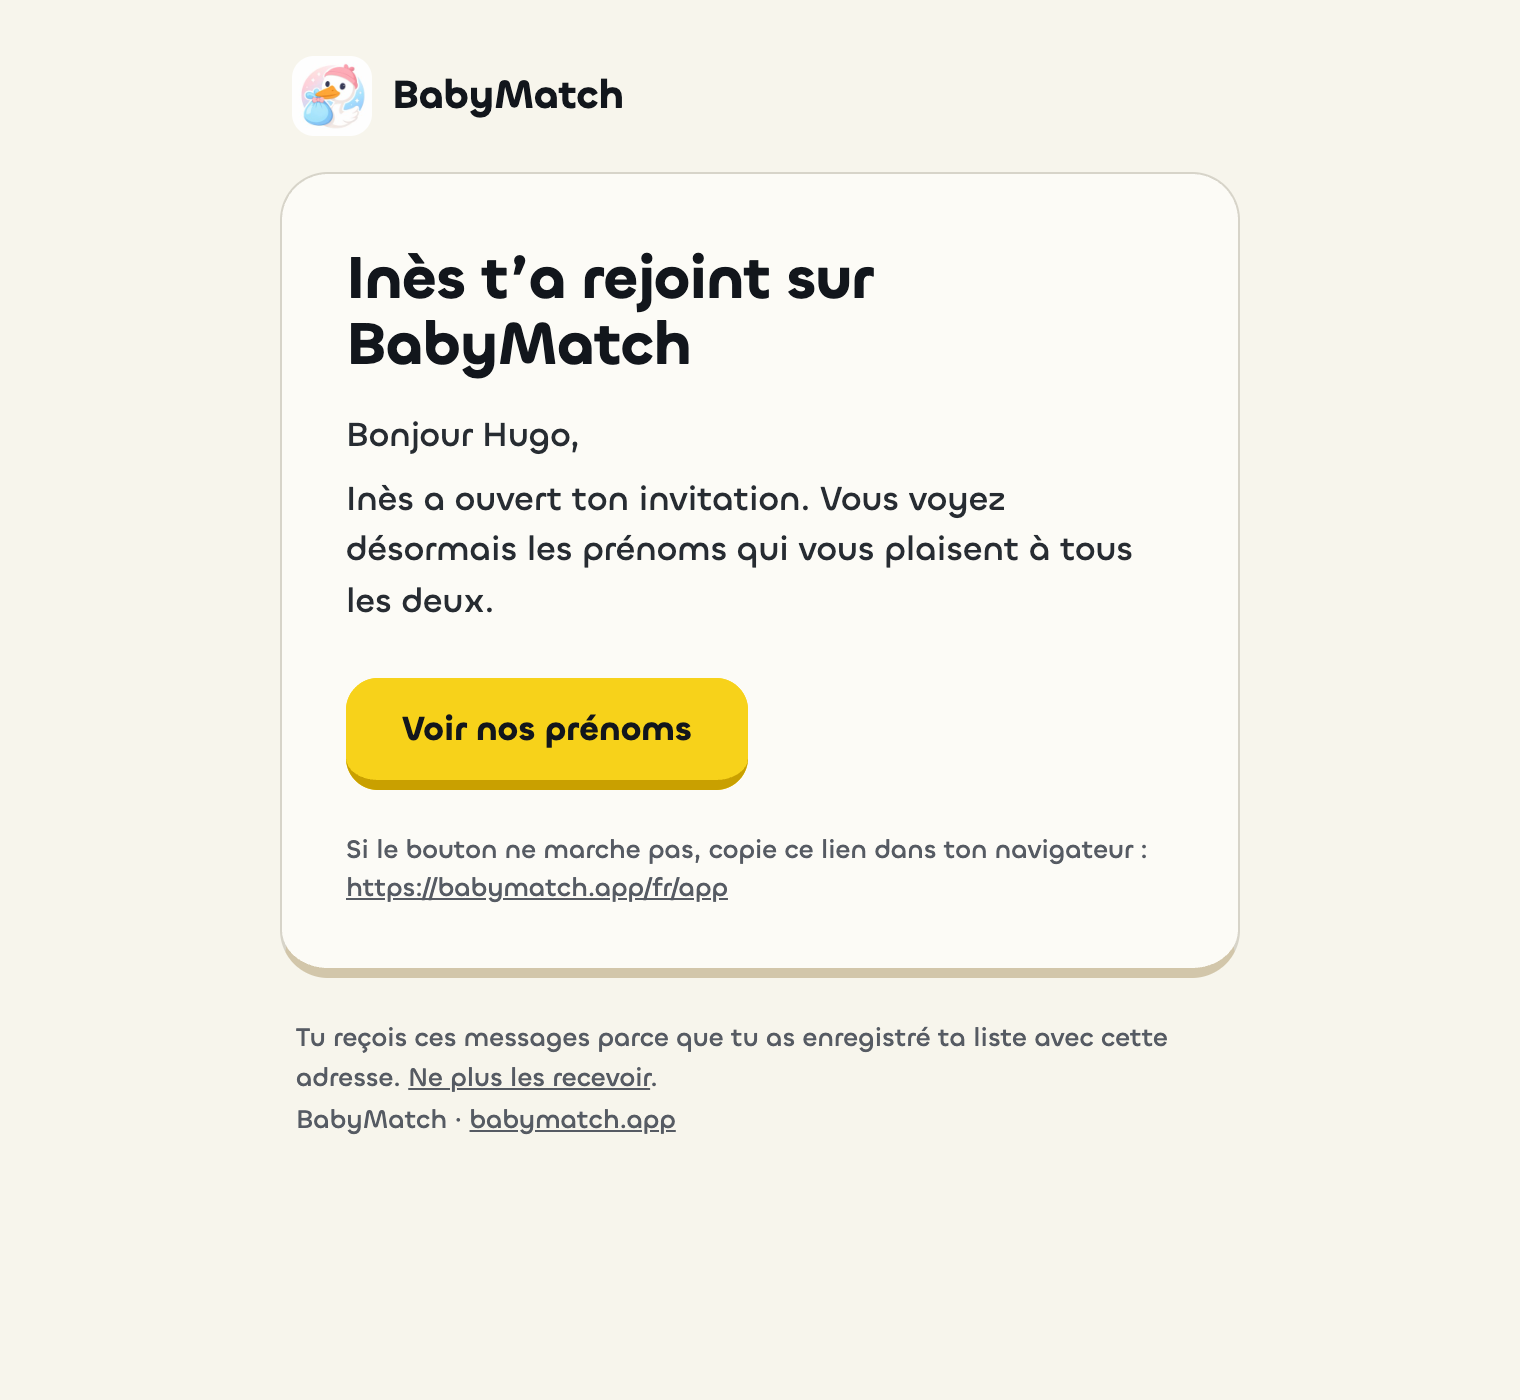 BabyMatch
Inès t’a rejoint sur
BabyMatch
Bonjour Hugo,
Inès a ouvert ton invitation. Vous voyez
désormais les prénoms qui vous plaisent à tous
les deux.
Voir nos prénoms
Si le bouton ne marche pas, copie ce lien dans ton navigateur :
https://babymatch.app/fr/app
Tu reçois ces messages parce que tu as enregistré ta liste avec cette
adresse. Ne plus les recevoir.
BabyMatch · babymatch.app